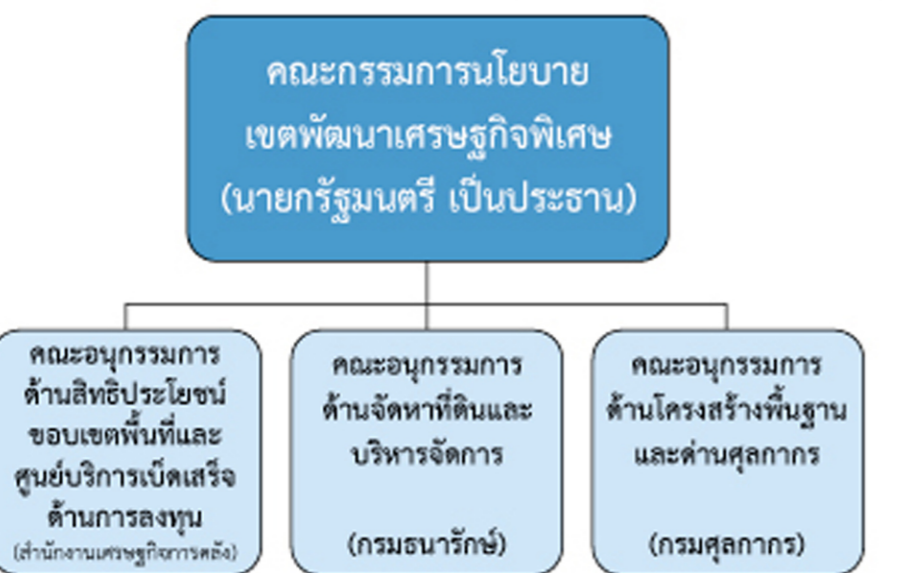 คณะกรรมการนโยบาย
เขตพัฒนาเศรษฐกิจพิเศษ
(นายกรัฐมนตรี เป็นประธาน)
คณะอนุกรรมการ
ด้านสิทธิประโยชน์
ขอบเขตพื้นที่และ
ศูนย์บริการเบ็ดเสร็จ
ด้านการลงทุน
(สำนักงานเศรษฐกิจการคลัง)
คณะอนุกรรมการ
ด้านจัดหาที่ดินและ
บริหารจัดการ
(กรมธนารักษ์)
คณะอนุกรรมการ
ด้านโครงสร้างพื้นฐาน
และด่านศุลกากร
(กรมศุลกากร)